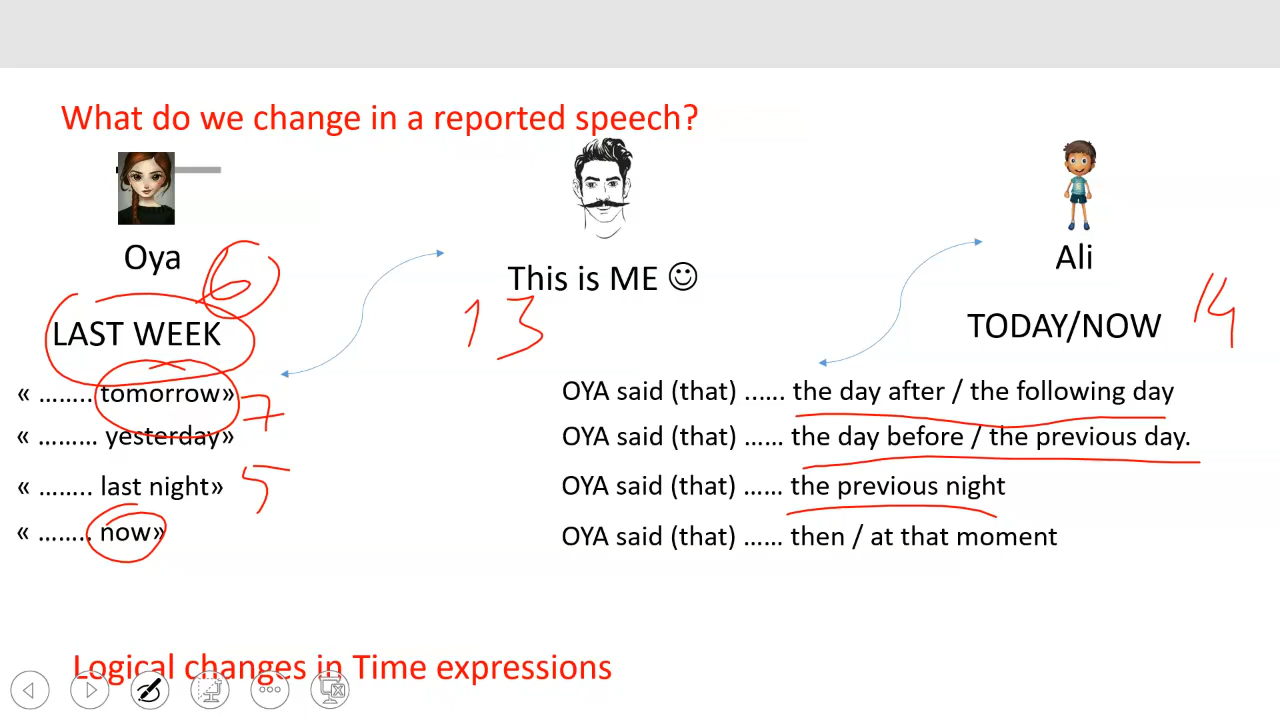 What do we change in a reported speech?
Oya
6
This is ME ☺
Ali
LAST WEEK
13
TODAY/NOW
14
« …….. tomorrow»
7
OYA said (that) …… the day after / the following day
« ……… yesterday»
OYA said (that) …… the day before / the previous day.
« …….. last night»
5
OYA said (that) …… the previous night
« …….. now»
OYA said (that) …… then / at that moment
Logical changes in Time expressions